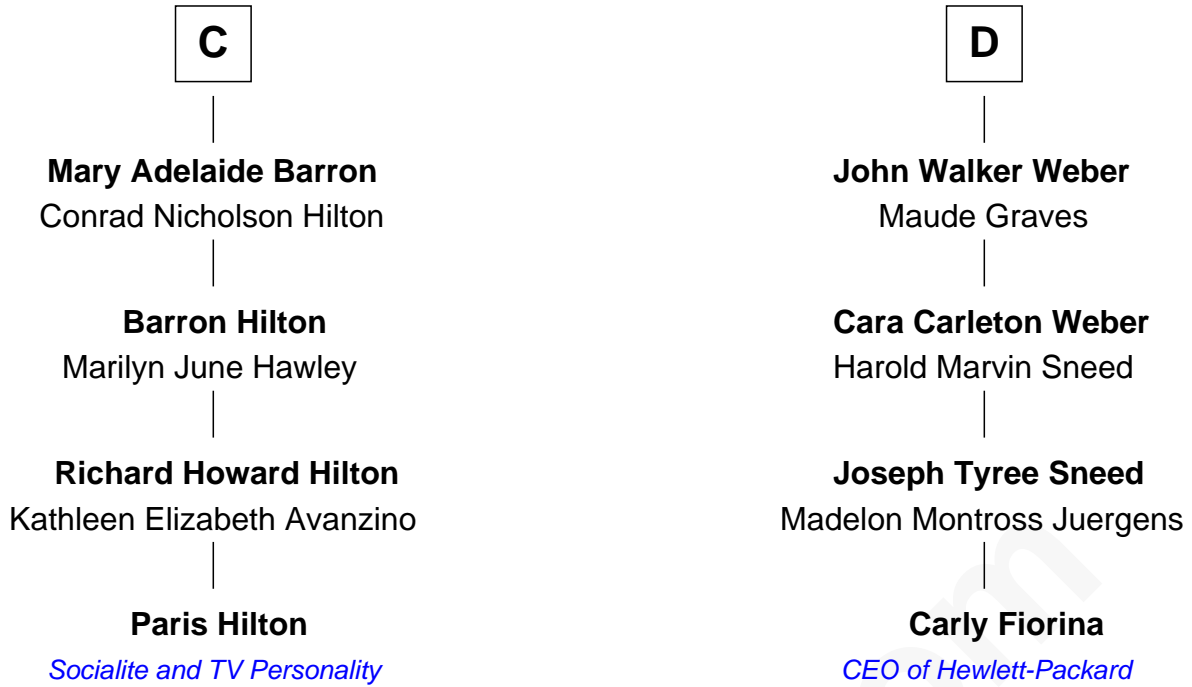 C
Mary Adelaide Barron
Conrad Nicholson Hilton
Barron Hilton
Marilyn June Hawley
Richard Howard Hilton
Kathleen Elizabeth Avanzino
Paris Hilton
Socialite and TV Personality
D
John Walker Weber
Maude Graves
Cara Carleton Weber
Harold Marvin Sneed
Joseph Tyree Sneed
Madelon Montross Juergens
Carly Fiorina
CEO of Hewlett-Packard